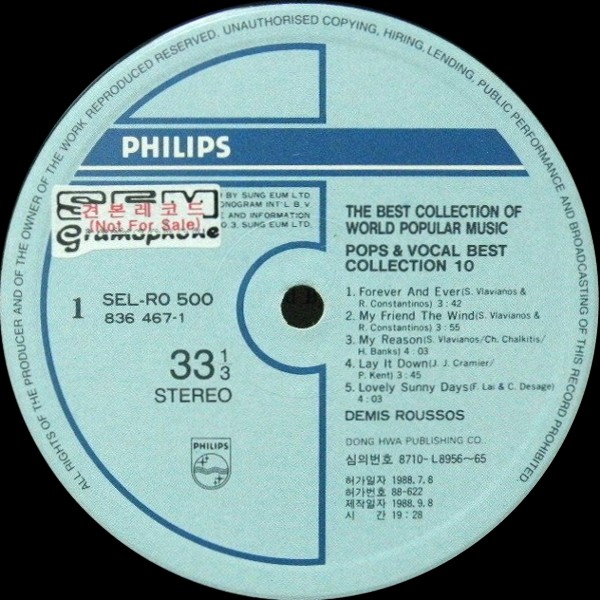 ALL RIGHTS OF THE PRODUCER AND OF THE OWNER OF THE WORK REPRODUCED RESERVED. UNAUTHORISED COPYING, HIRING, LENDING, PUBLIC PERFORMANCE AND BROADCASTING OF THIS RECORD PROHIBITED
PHILIPS
BY SUNG EUM LTD.
INT'L B.V.
AND INFORMATION
SUNG EUM LTD.
SEM
gramophone
견본레코드
(Not For Sale)
1
SEL-RO 500
836 467-1
33 1/3
STEREO
PHILIPS
THE BEST COLLECTION OF
WORLD POPULAR MUSIC
POPS & VOCAL BEST
COLLECTION 10
1. Forever And Ever(S. Vlavianos &
R. Constantinos) 3 : 42
2. My Friend The Wind(S. Vlavianos &
R. Constantinos) 3 : 55
3. My Reason(S. Vlavianos/Ch. Chalkitis/
H. Banks) 4 : 03
4. Lay It Down(J. J. Cramier/
P. Kent) 3 : 45
5. Lovely Sunny Days(F. Lai & C. Desage)
4 : 03
DEMIS ROUSSOS
DONG HWA PUBLISHING CO.
심의번호 8710-L8956~65
허가일자 1988.7.8
허가번호 88-622
제작일자 1988.9.8
시 간 19 : 28